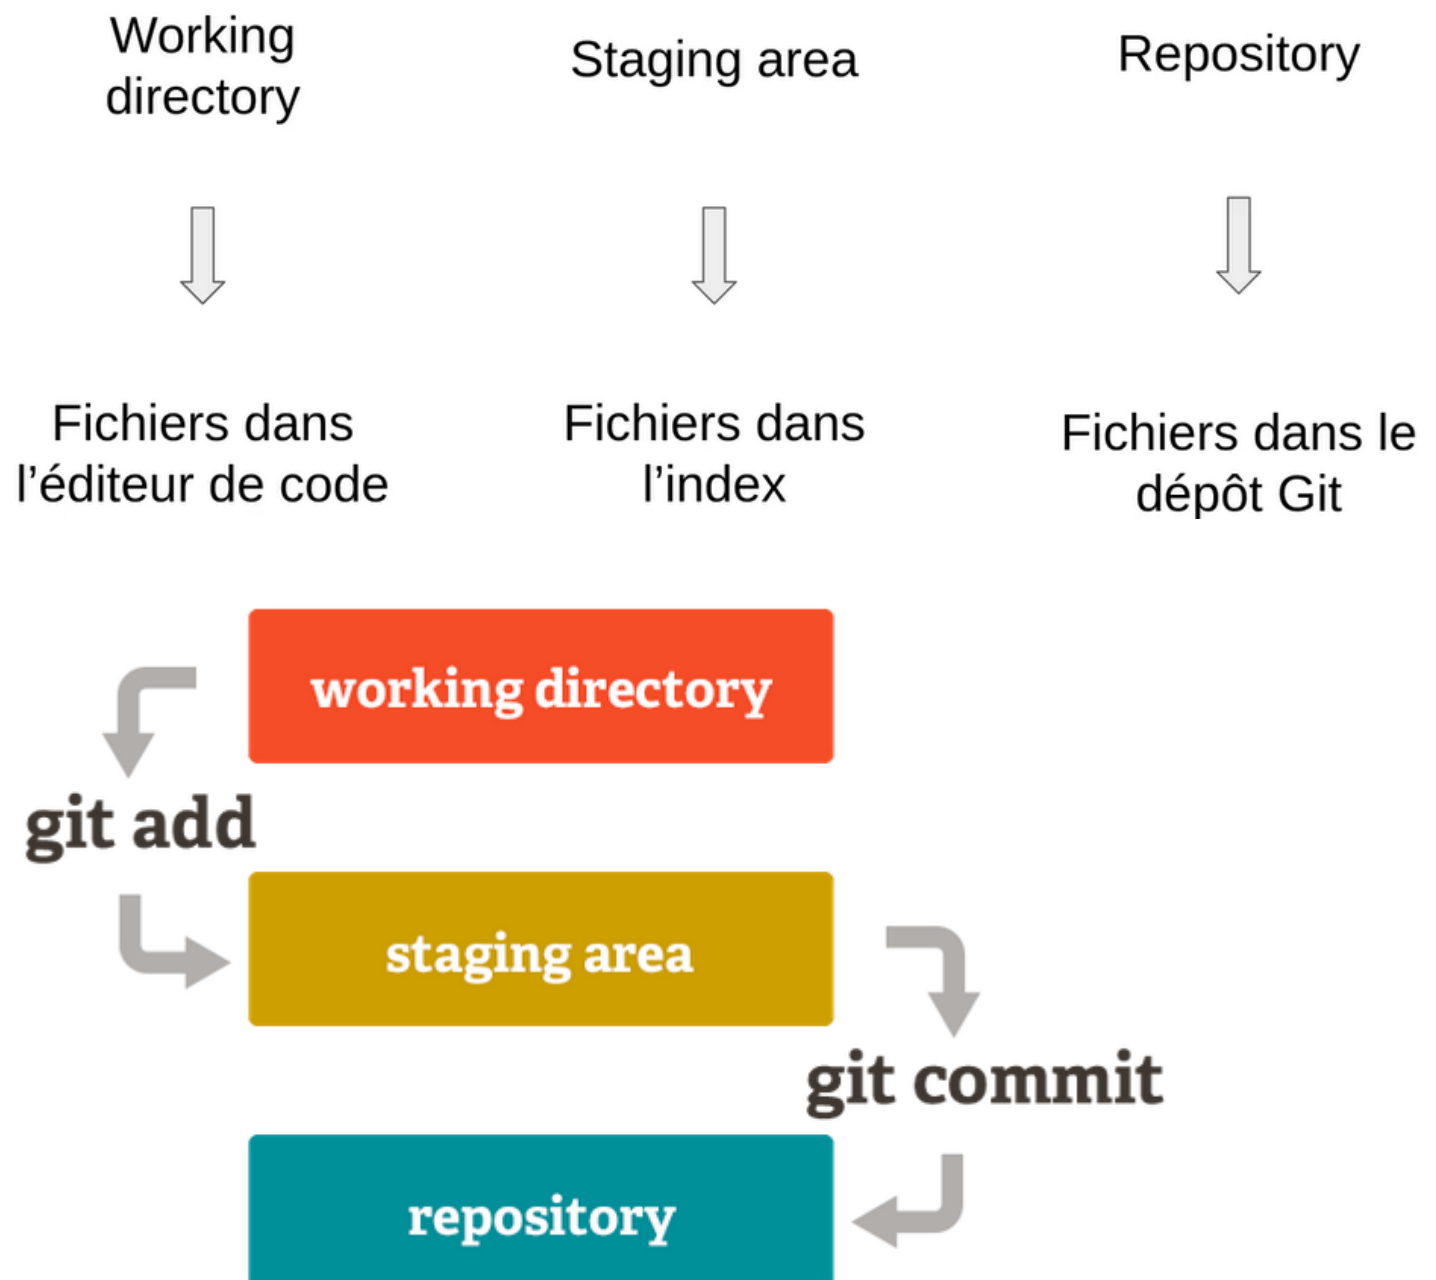 Working
directory
Staging area
Repository
Fichiers dans
l’éditeur de code
Fichiers dans
l’index
Fichiers dans le
dépôt Git
working directory
git add
staging area
git commit
repository